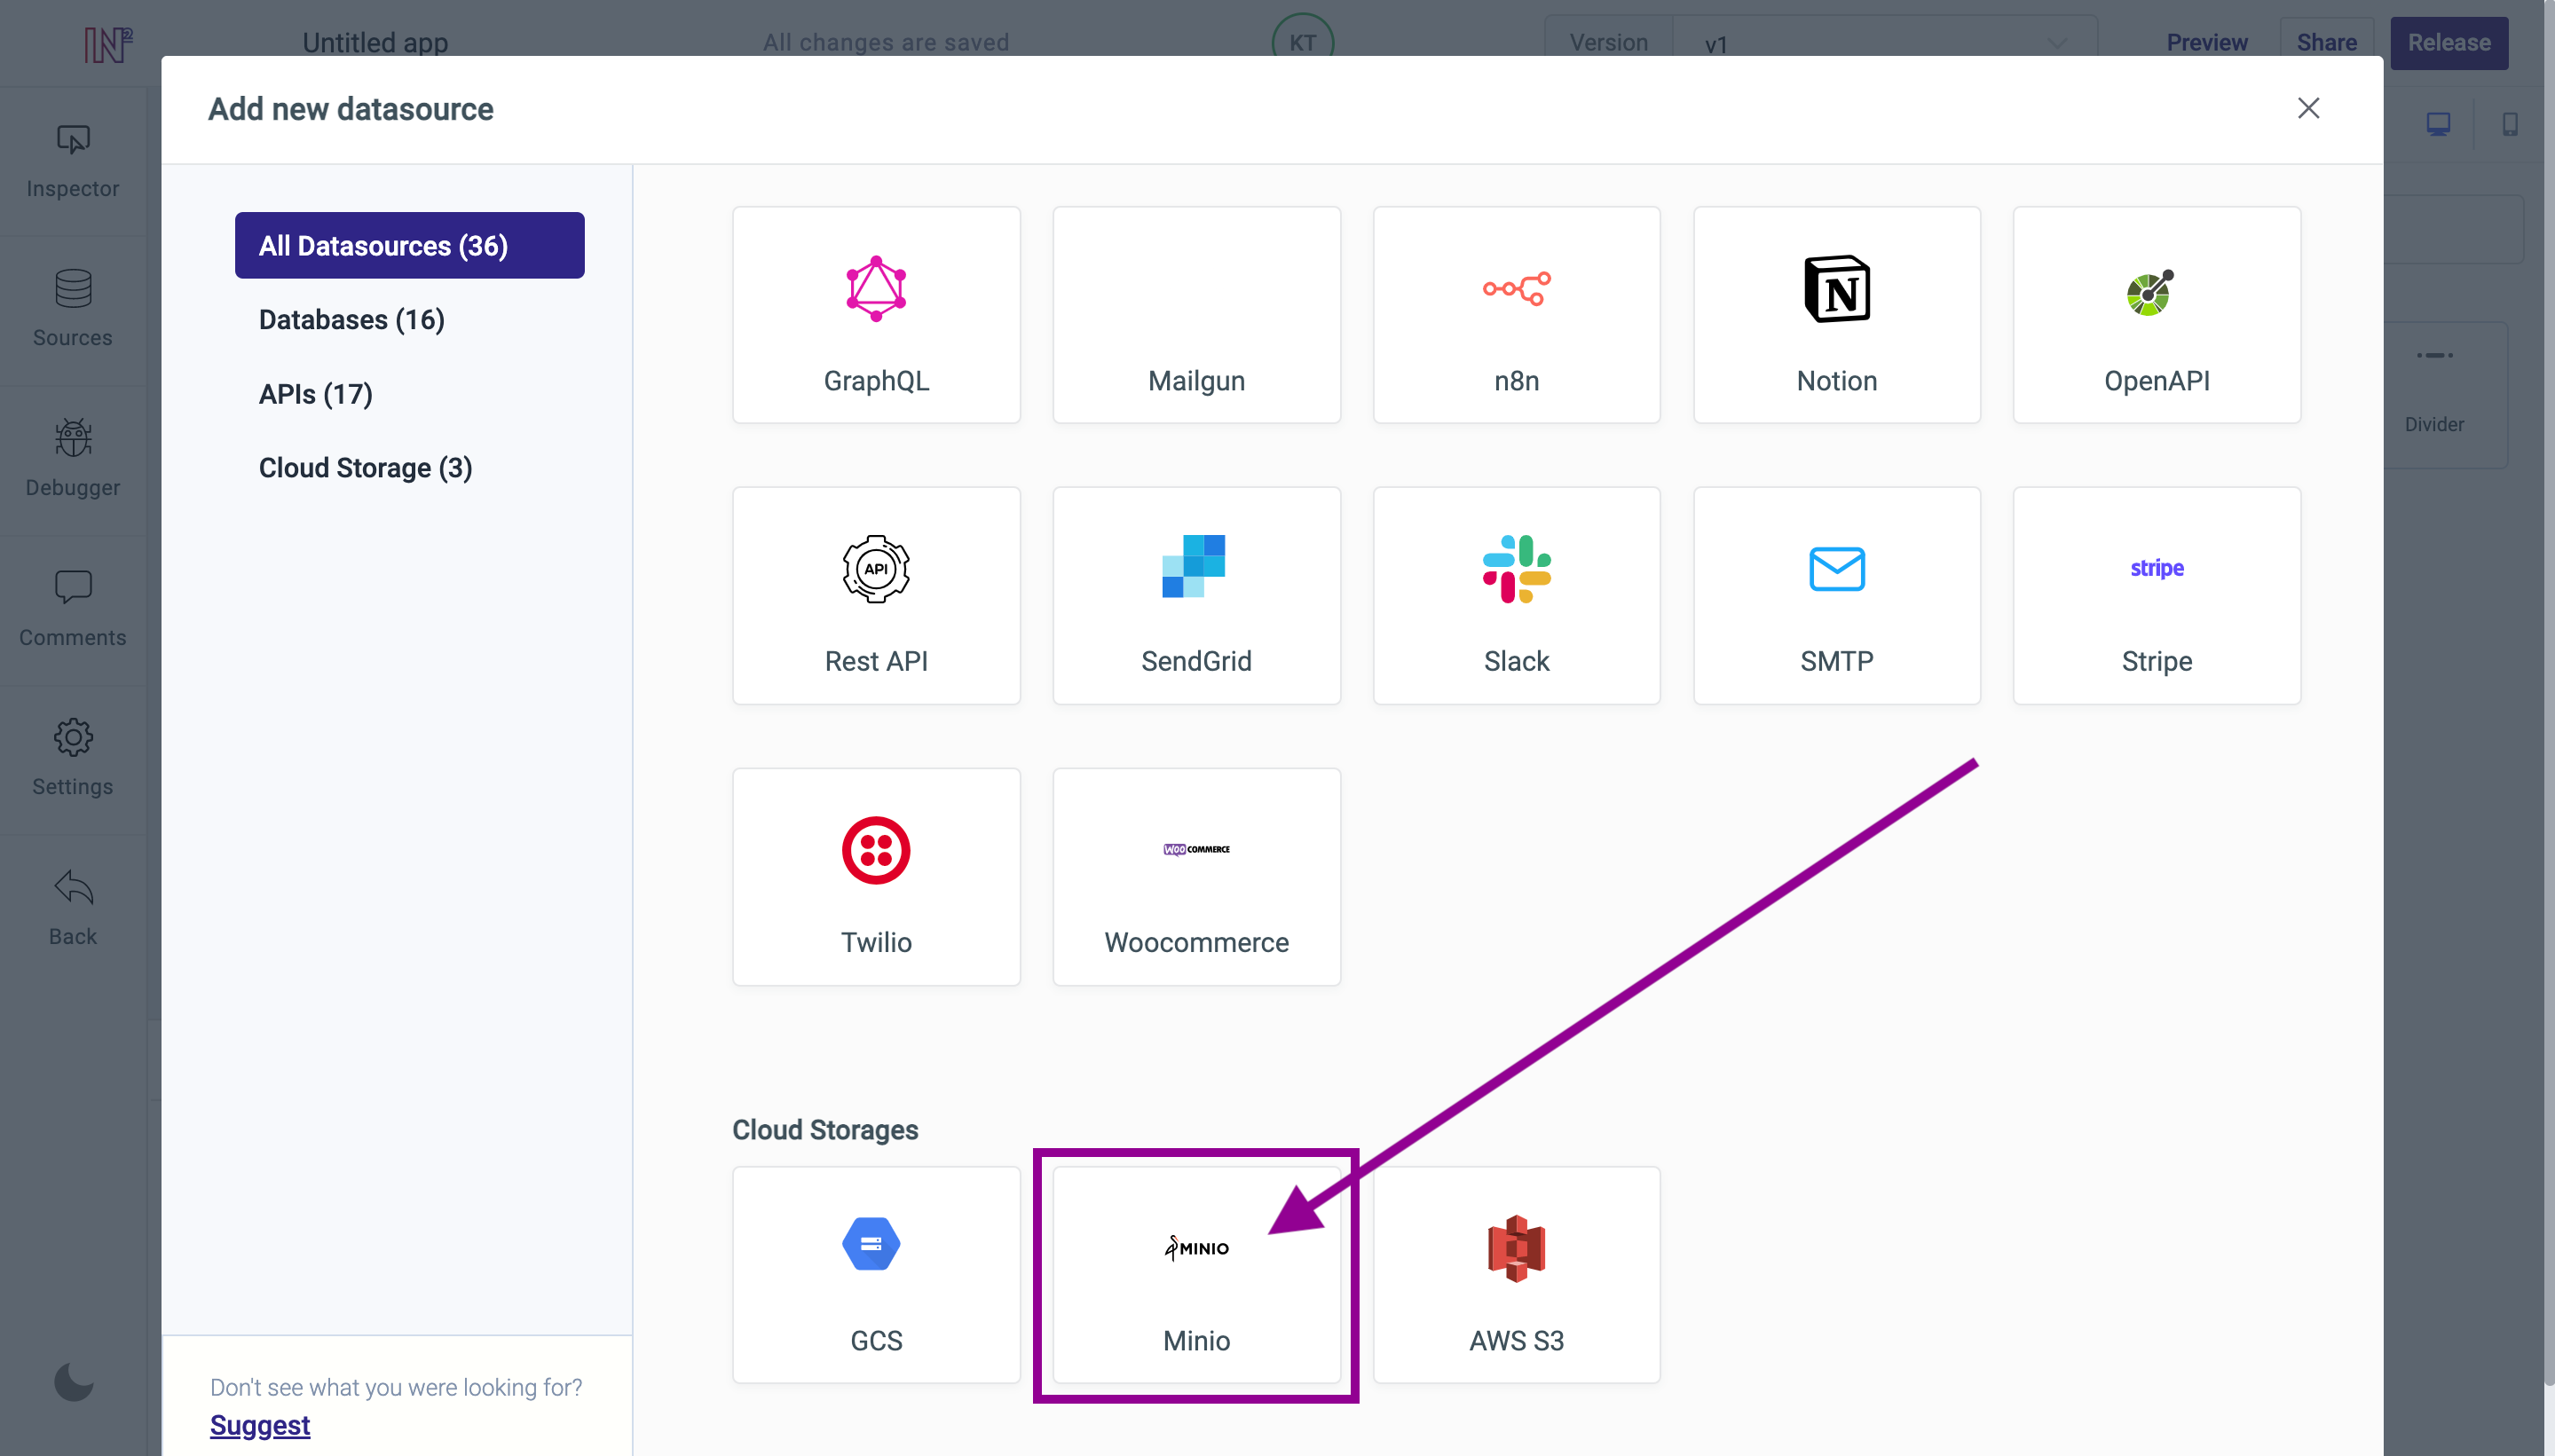 IN²
Untitled app
All changes are saved
KT
Version
v1
Preview
Share
Release
Add new datasource
Inspector
Sources
Debugger
Comments
Settings
Back
All Datasources (36)
Databases (16)
APIs (17)
Cloud Storage (3)
GraphQL
Mailgun
n8n
N
Notion
OpenAPI
Divider
API
Rest API
SendGrid
Slack
SMTP
stripe
Stripe
Twilio
WOO COMMERCE
Woocommerce
Cloud Storages
GCS
MINIO
Minio
AWS S3
Don't see what you were looking for?
Suggest